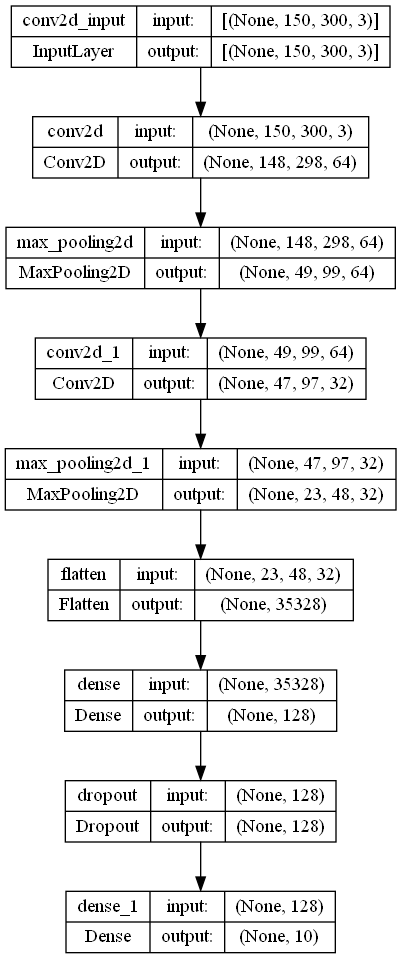 conv2d_input input: [(None, 150, 300, 3)]
InputLayer output: [(None, 150, 300, 3)]
conv2d input: (None, 150, 300, 3)
Conv2D output: (None, 148, 298, 64)
max_pooling2d input: (None, 148, 298, 64)
MaxPooling2D output: (None, 49, 99, 64)
conv2d_1 input: (None, 49, 99, 64)
Conv2D output: (None, 47, 97, 32)
max_pooling2d_1 input: (None, 47, 97, 32)
MaxPooling2D output: (None, 23, 48, 32)
flatten input: (None, 23, 48, 32)
Flatten output: (None, 35328)
dense input: (None, 35328)
Dense output: (None, 128)
dropout input: (None, 128)
Dropout output: (None, 128)
dense_1 input: (None, 128)
Dense output: (None, 10)